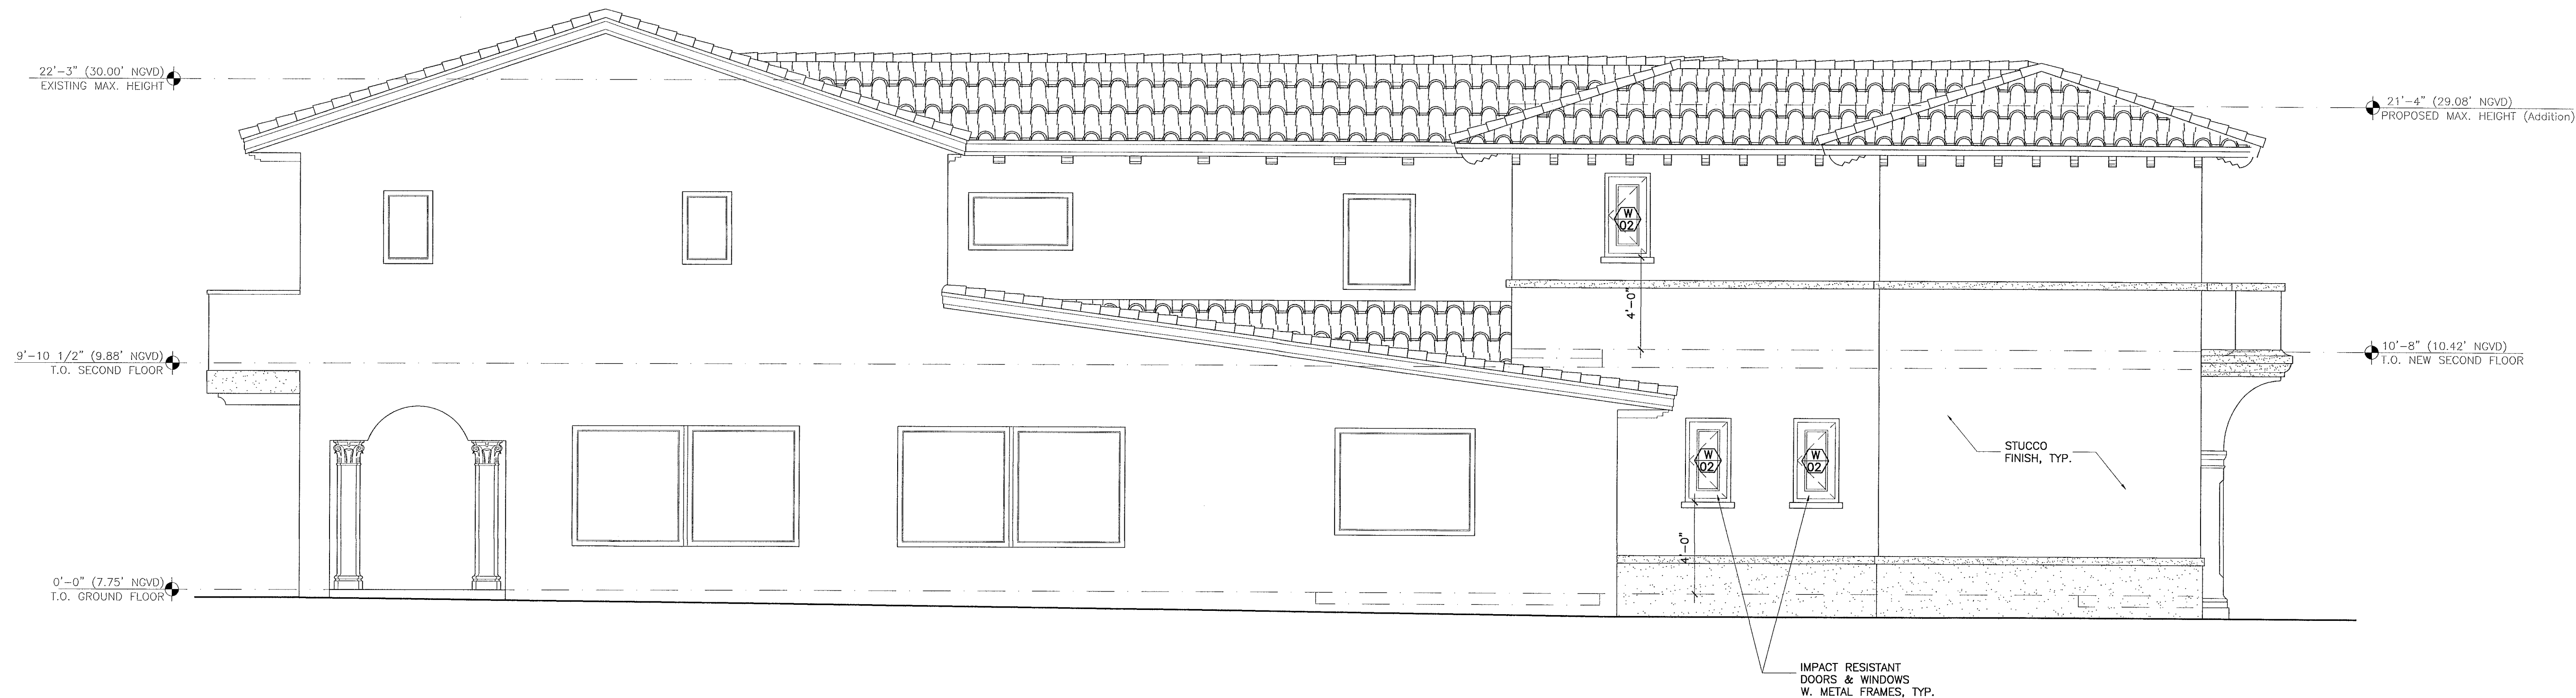 22'-3" (30.00' NGVD)
EXISTING MAX. HEIGHT
21'-4" (29.08' NGVD)
PROPOSED MAX. HEIGHT (Addition)
W
02
4'-0"
9'-10 1/2" (9.88' NGVD)
T.O. SECOND FLOOR
10'-8" (10.42' NGVD)
T.O. NEW SECOND FLOOR
W
02
W
02
STUCCO
FINISH, TYP.
4'-0"
0'-0" (7.75' NGVD)
T.O. GROUND FLOOR
IMPACT RESISTANT
DOORS & WINDOWS
W. METAL FRAMES, TYP.